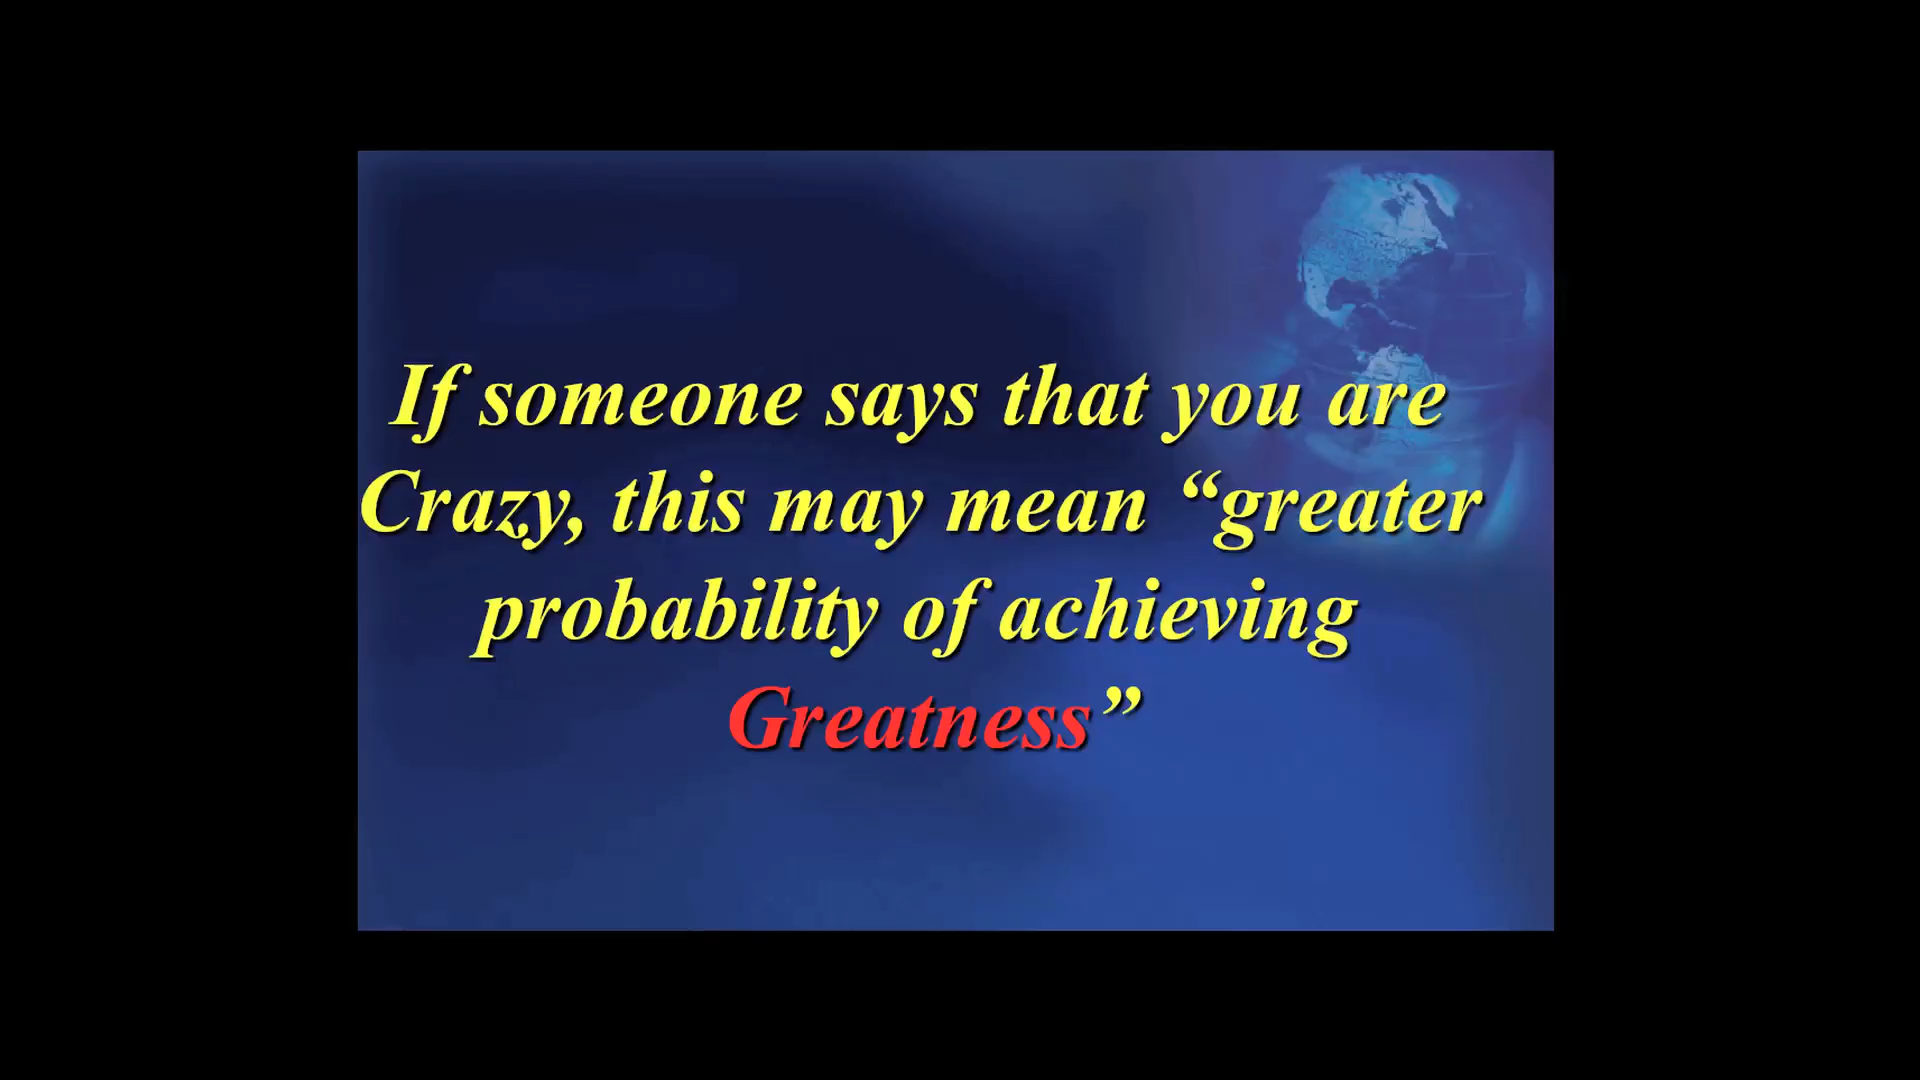 If someone says that you are
Crazy, this may mean “greater
probability of achieving
Greatness”